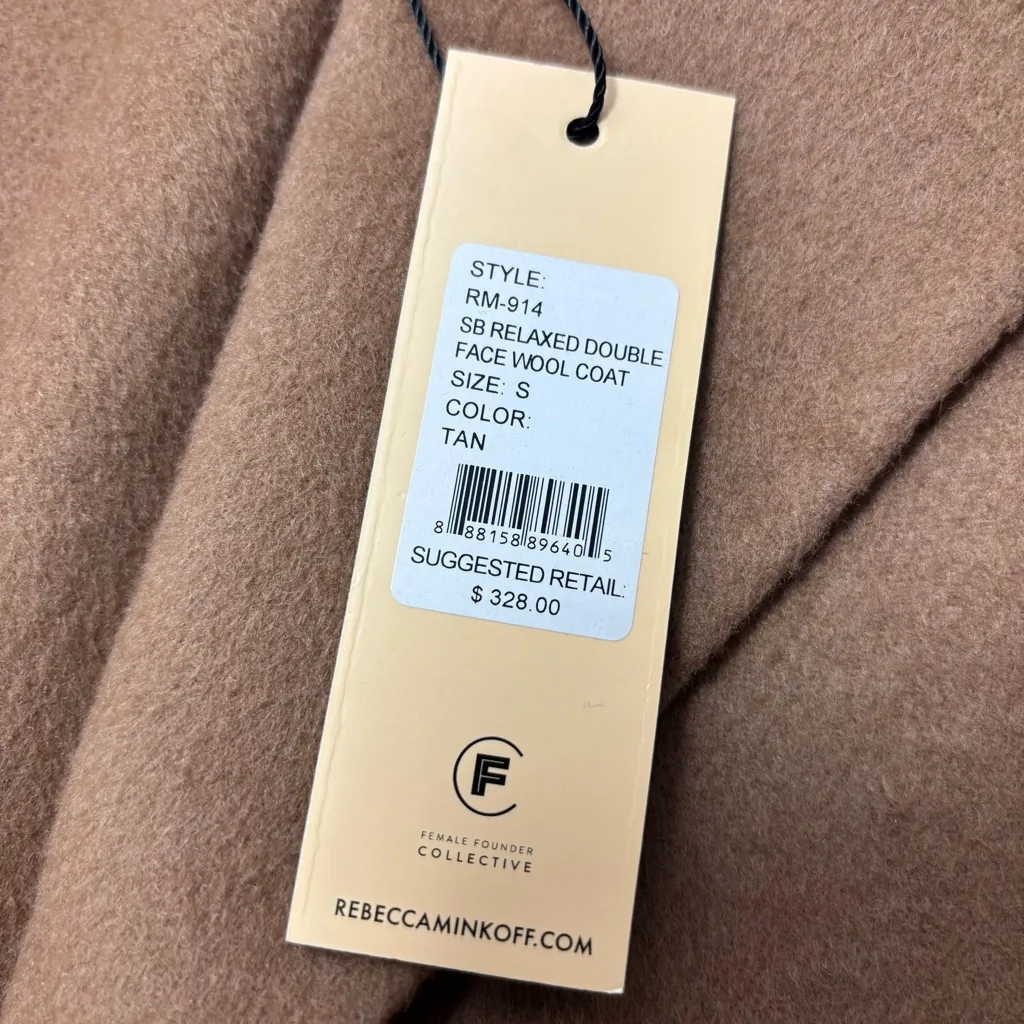 STYLE:
RM-914
SB RELAXED DOUBLE
FACE WOOL COAT
SIZE: S
COLOR:
TAN
8 88158 89640 5
SUGGESTED RETAIL:
$ 328.00
F
FEMALE FOUNDER
COLLECTIVE
REBECCAMINKOFF.COM